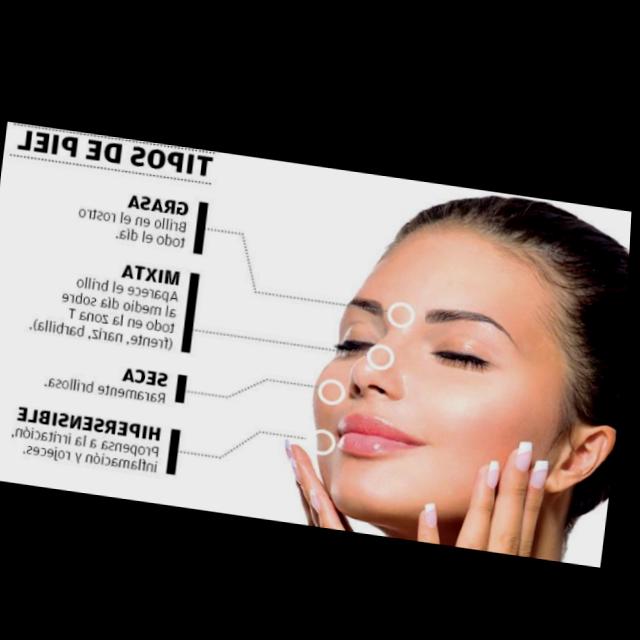 TIPOS DE PIEL
GRASA
Brillo en el rostro
todo el día.
MIXTA
Aparece el brillo
al medio día sobre
todo en la zona T
(frente, nariz, barbilla).
SECA
Raramente brillosa.
HIPERSENSIBLE
Propensa a la irritación,
inflamación y rojeces.